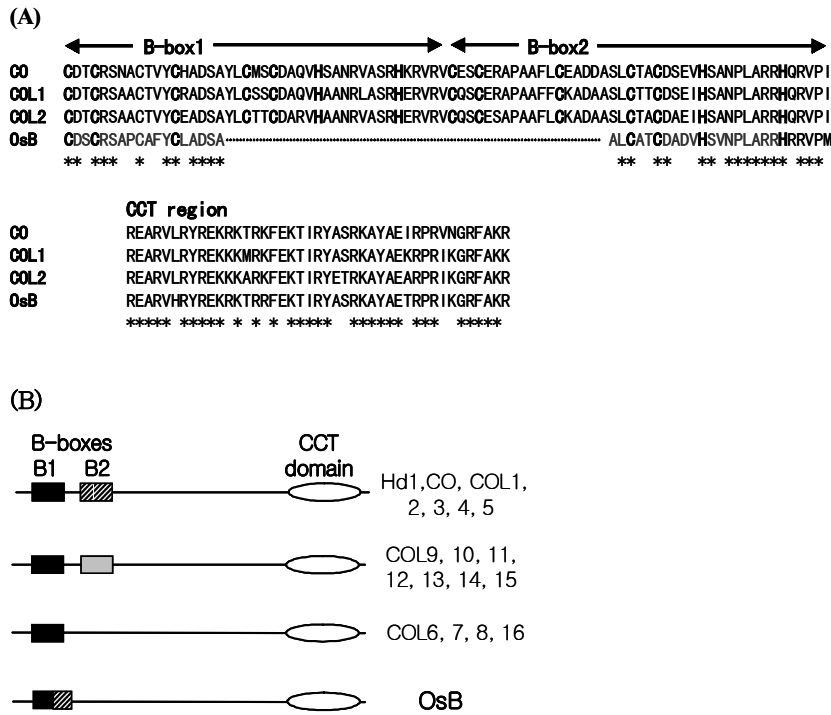 (A)
B-box1 B-box2
CO CDTCRSNACTVYCHADSAYLCMSCDAQVHSANRVASRHKRVRVCESCERAPAAFLCEADDASLCTACDSEVHSANPLARRHQRVPI
COL1 CDTCRSAACTVYCRADSAYLCSSCDAQVHAANRLASRHERVRVCQSCERAPAAFFCKADAASLCTTCDSEIHSANPLARRHQRVPI
COL2 CDTCRSAACTVYCEADSAYLCTTCDARVHAANRVASRHERVRVCQSCESAPAAFLCKADAASLCTACDAEIHSANPLARRHQRVPI
OsB CDSCRSAPCAFYCLADSA ALCATCDADVHSVNPLARRHRRVPM
** *** * ** **** ** ** ** ******* ***
CCT region
CO REARVLRYREKRKTRKFEKTIRYASRKAYAEIRPRVNGRFAKR
COL1 REARVLRYREKKKMRKFEKTIRYASRKAYAEKRPRIKGRFAKK
COL2 REARVLRYREKKKARKFEKTIRYETRKAYAEARPRIKGRFAKR
OsB REARVHRYREKRKTRRFEKTIRYASRKAYAETRPRIKGRFAKR
***** ***** * * * ****** ****** *** *****
(B)
B-boxes CCT
B1 B2 domain
Hd1,CO, COL1,
2, 3, 4, 5
COL9, 10, 11,
12, 13, 14, 15
COL6, 7, 8, 16
OsB